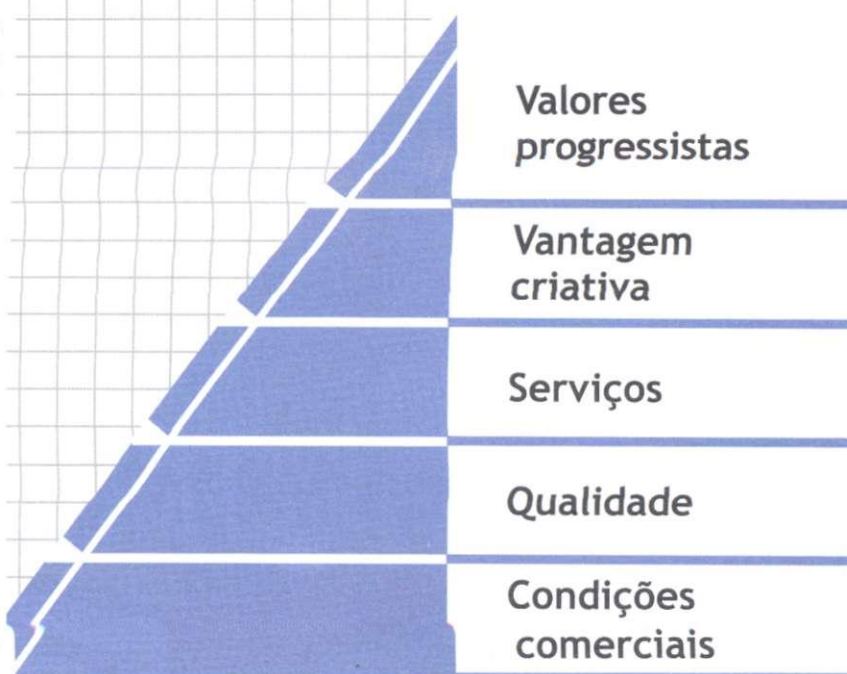 Valores
progressistas
Vantagem
criativa
Serviços
Qualidade
Condições
comerciais